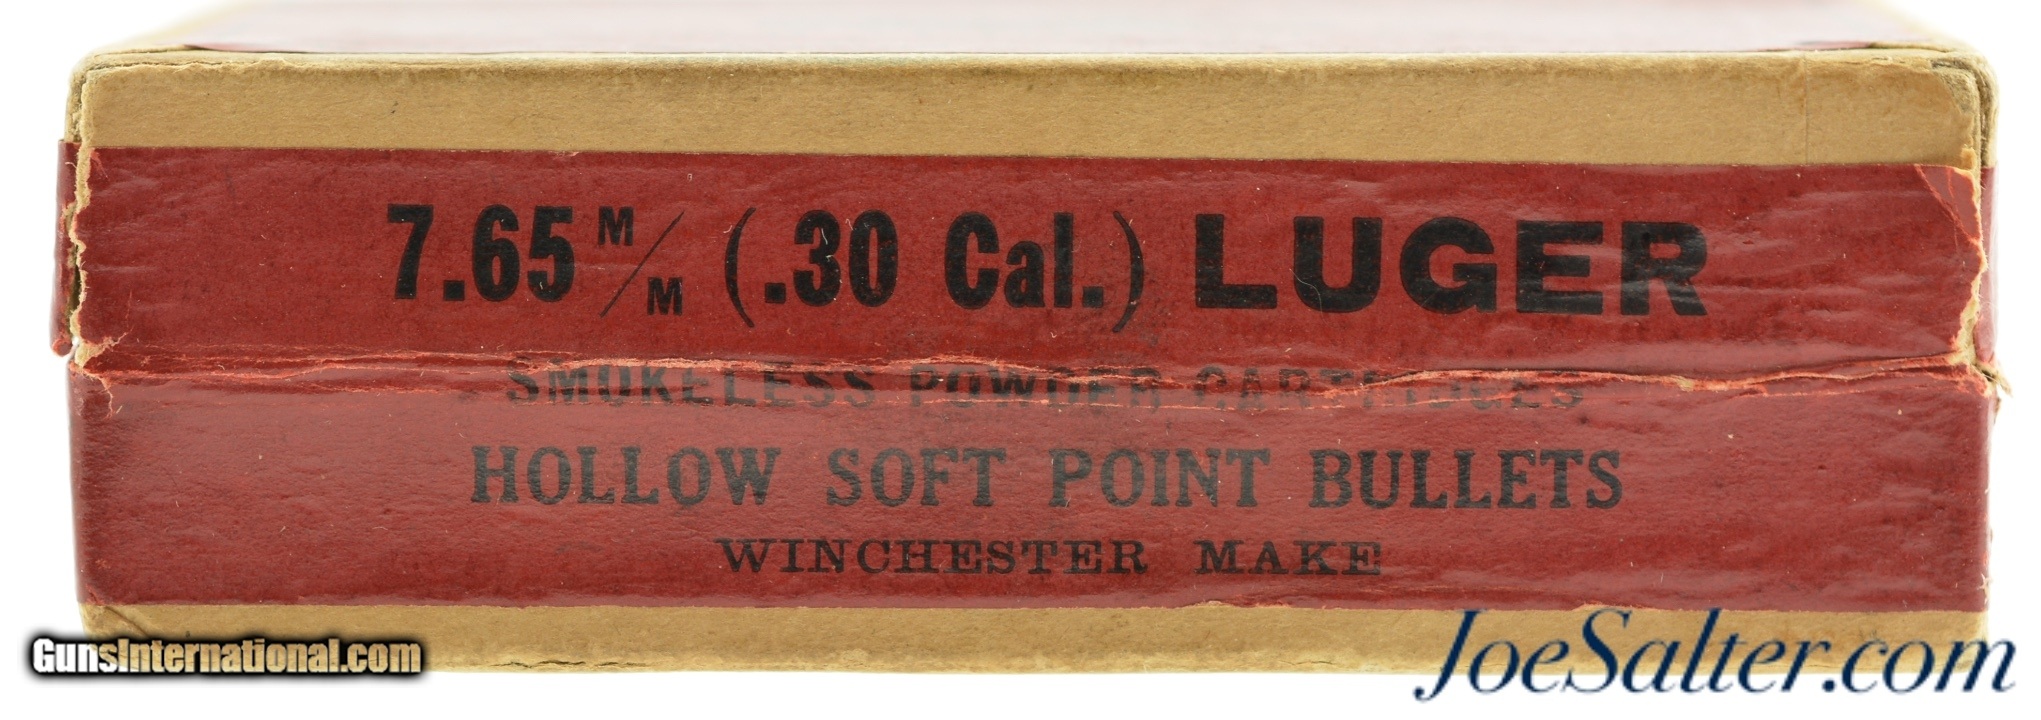 7.65 M/M (.30 Cal.) LUGER
SMOKELESS POWDER CARTRIDGES
HOLLOW SOFT POINT BULLETS
WINCHESTER MAKE
GunsInternational.com
JoeSalter.com